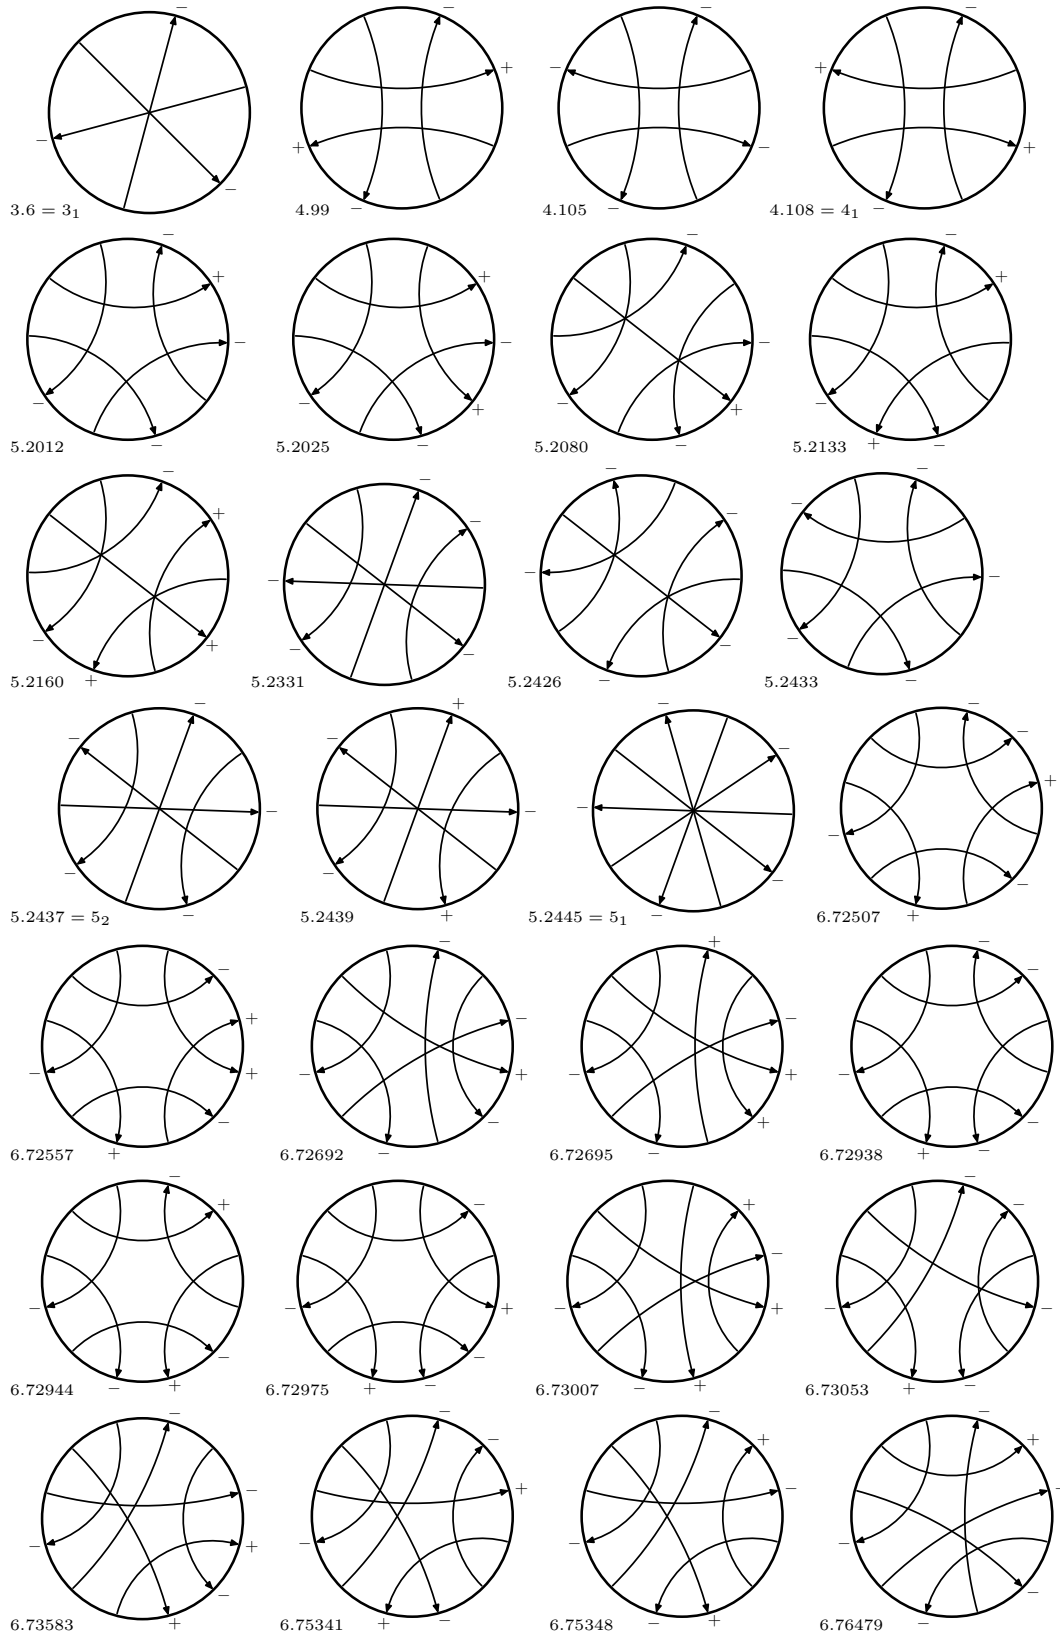 − + − −
− − − −
− − + +
3.6 = 3₁ 4.99 − 4.105 − 4.108 = 4₁ −
− − −
+ + +
− − −
− − − + −
− − − + −
5.2012 5.2025 5.2080 5.2133
− − − −
+ − − −
− − − −
− + − − + − −
5.2160 + 5.2331 5.2426 − 5.2433 −
− + − −
− − − −
− − − +
− − − −
5.2437 = 5₂ − 5.2439 + 5.2445 = 5₁ − 6.72507 +
− + −
− −
+ − −
− + − + − + −
− − + −
6.72557 + 6.72692 − 6.72695 − 6.72938 + −
− −
+ − + −
− − + − + − −
− −
6.72944 − + 6.72975 + − 6.73007 − + 6.73053 + −
− − − −
− + +
− + − −
− + − − −
− −
6.73583 + 6.75341 + − 6.75348 − + 6.76479 −